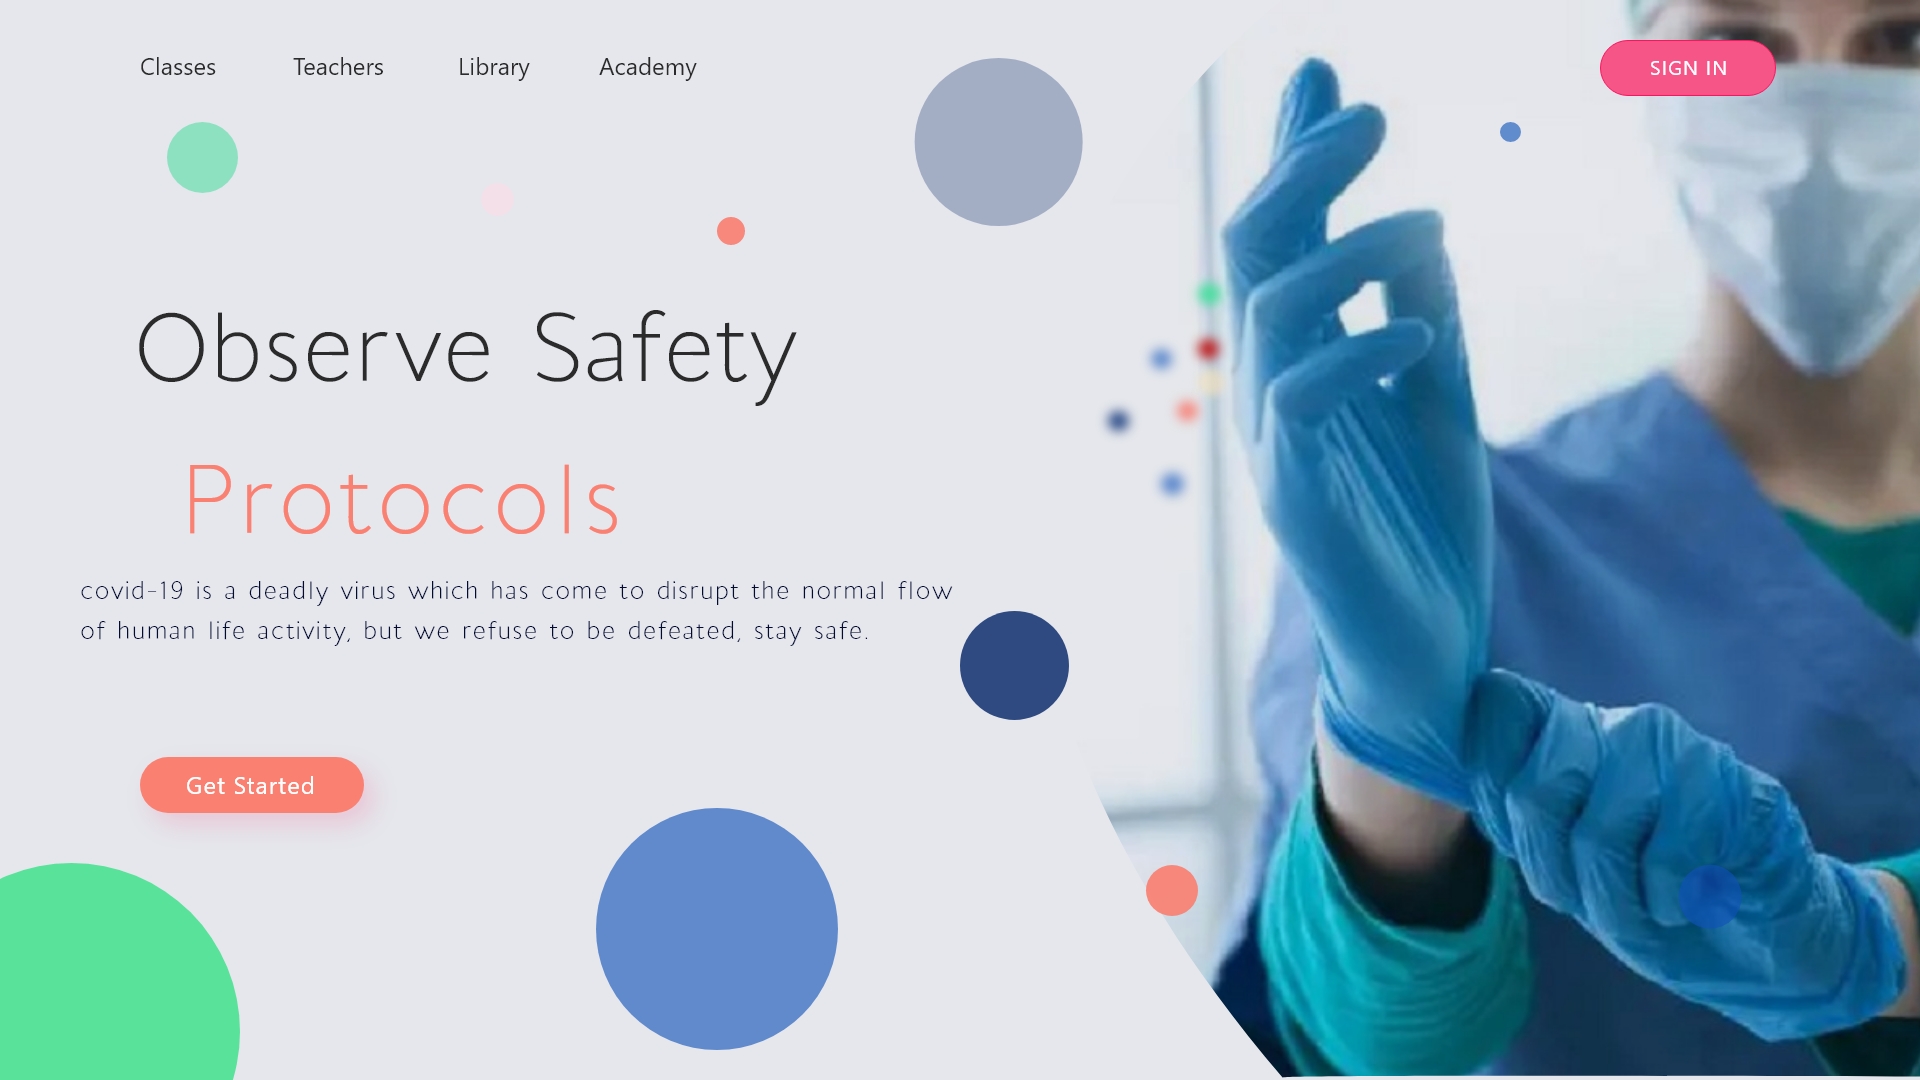 Classes Teachers Library Academy SIGN IN
Observe Safety
Protocols
covid-19 is a deadly virus which has come to disrupt the normal flow
of human life activity, but we refuse to be defeated, stay safe.
Get Started